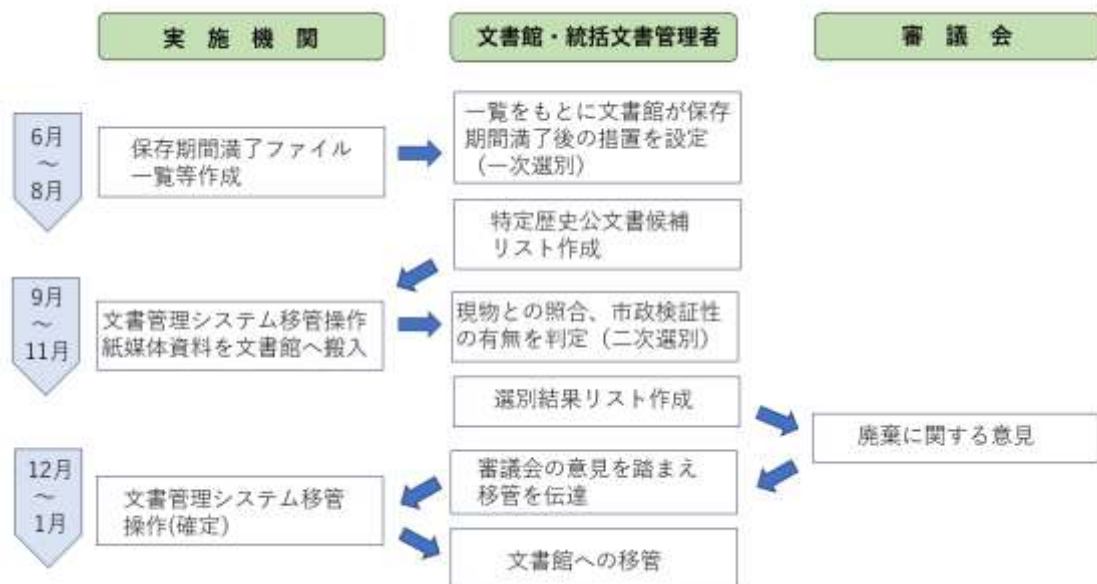 実施機関
文書館・統括文書管理者
審議会
6月
～
8月
保存期間満了ファイル
一覧等作成
一覧をもとに文書館が保存
期間満了後の措置を設定
（一次選別）
特定歴史公文書候補
リスト作成
9月
～
11月
文書管理システム移管操作
紙媒体資料を文書館へ搬入
現物との照合、市政検証性
の有無を判定（二次選別）
選別結果リスト作成
廃棄に関する意見
12月
～
1月
審議会の意見を踏まえ
移管を伝達
文書管理システム移管
操作(確定)
文書館への移管